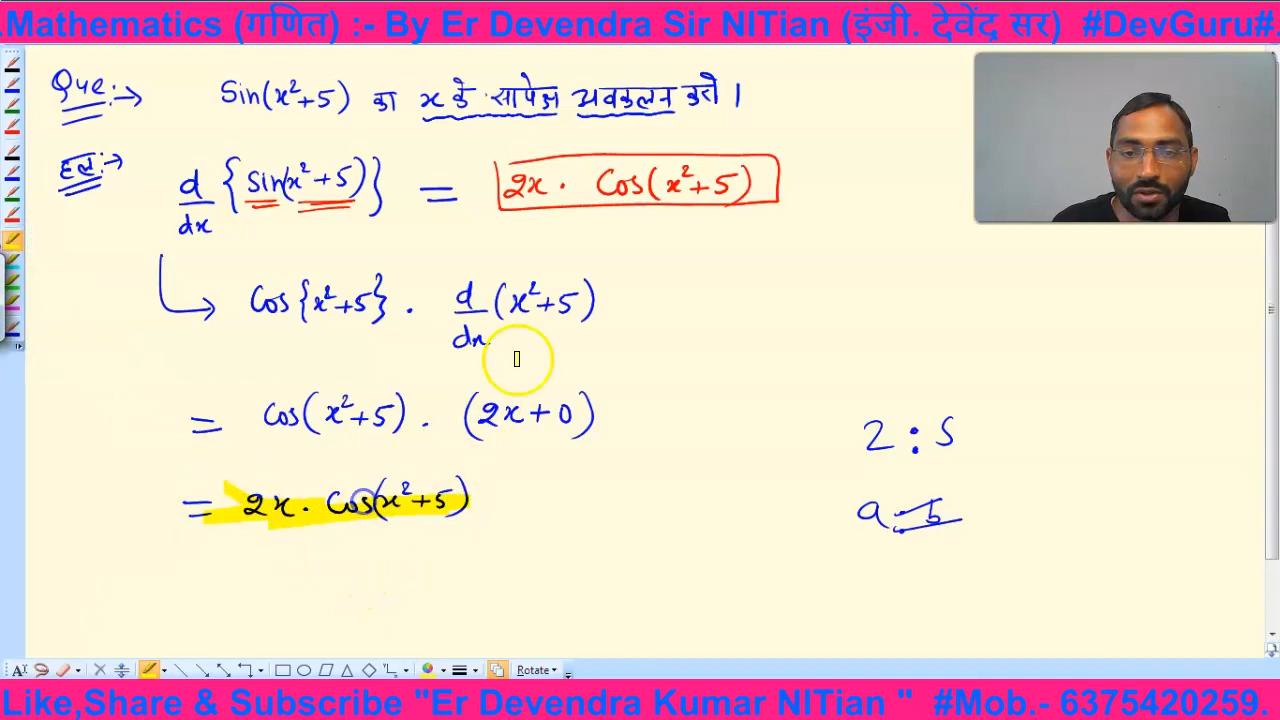 .Mathematics (गणित) :- By Er Devendra Sir NITian (इंजी. देवेंद्र सर) #DevGuru#.
Que:→ Sin(x²+5) का x के सापेक्ष अवकलन करो ।
हल:→ d/dx {Sin(x²+5)} = 2x · Cos(x²+5)
Cos{x²+5} · d/dx (x²+5)
= Cos(x²+5) · (2x+0)
2 : 5
= 2x · Cos(x²+5)
a : b
Rotate
Like,Share & Subscribe "Er Devendra Kumar NITian " #Mob.- 6375420259.